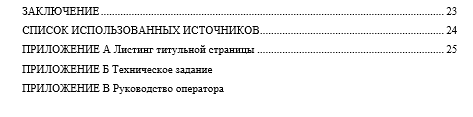 ЗАКЛЮЧЕНИЕ ........ 23
СПИСОК ИСПОЛЬЗОВАННЫХ ИСТОЧНИКОВ ........ 24
ПРИЛОЖЕНИЕ А Листинг титульной страницы ........ 25
ПРИЛОЖЕНИЕ Б Техническое задание
ПРИЛОЖЕНИЕ В Руководство оператора